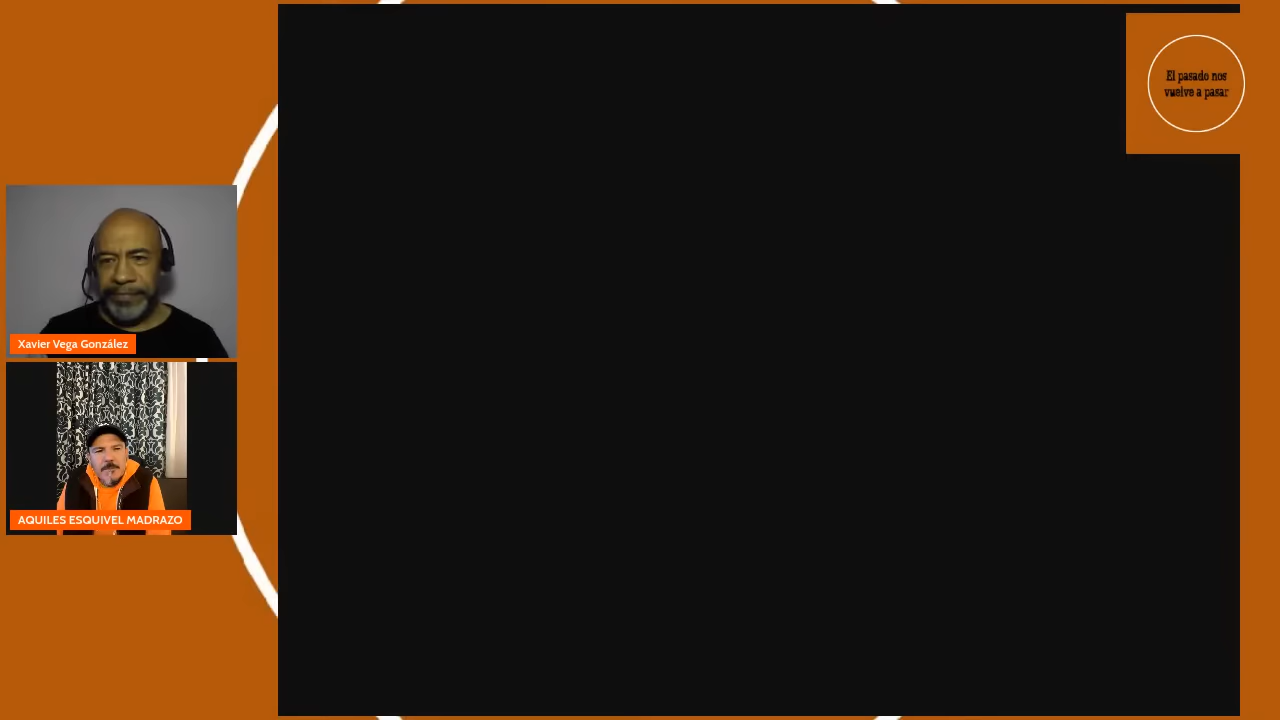 El pasado nos
vuelve a pasar
Xavier Vega González
AQUILES ESQUIVEL MADRAZO